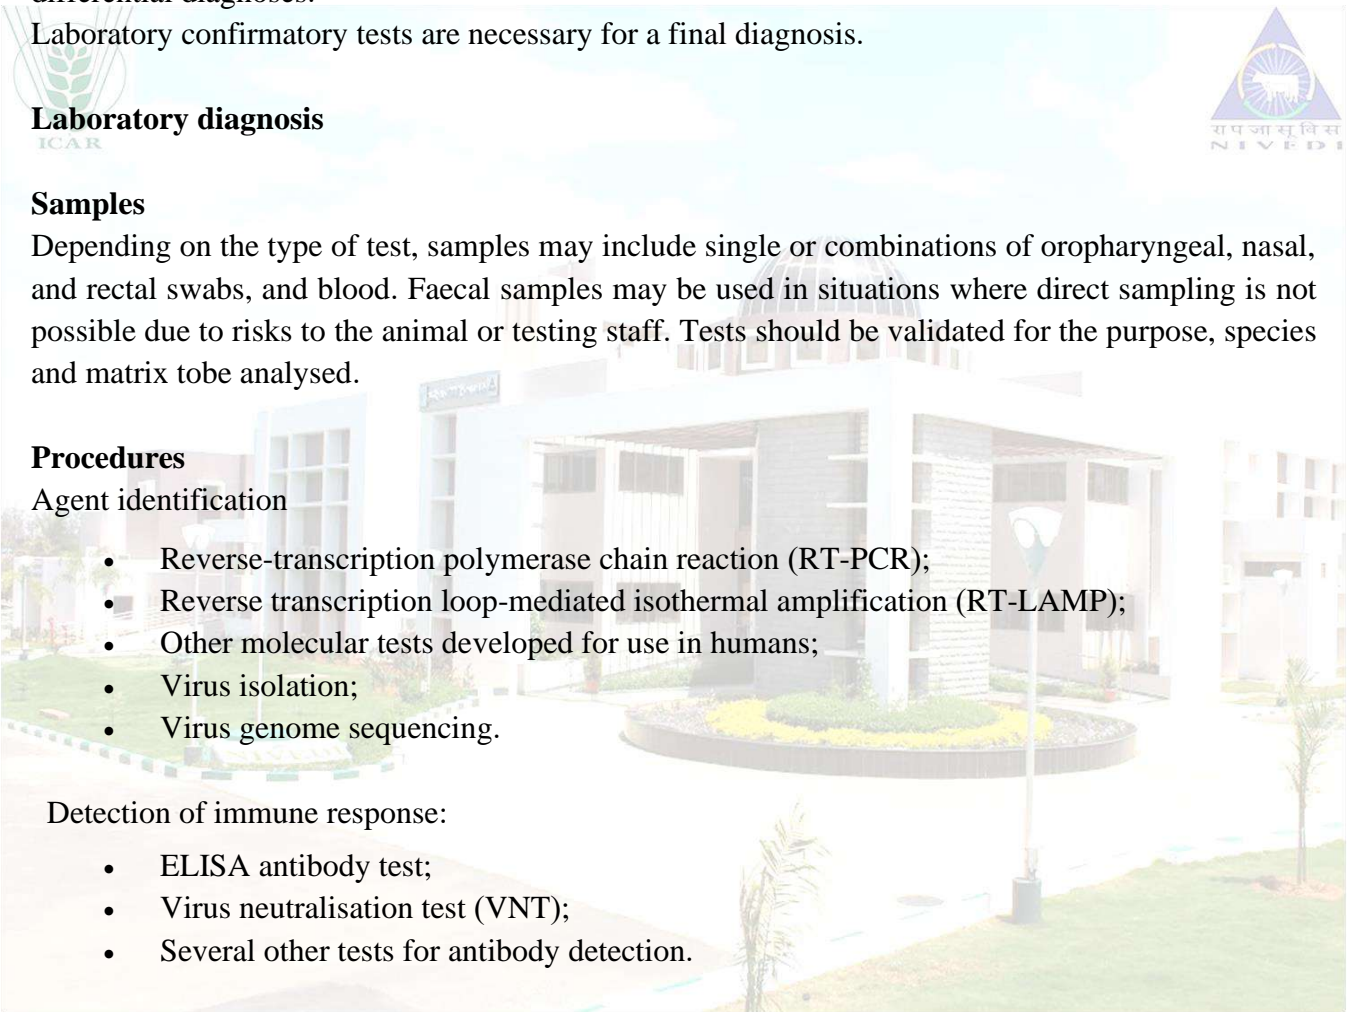 differential diagnoses.
Laboratory confirmatory tests are necessary for a final diagnosis.
Laboratory diagnosis
ICAR
रा प जा सू वि स
NIVEDI
Samples
Depending on the type of test, samples may include single or combinations of oropharyngeal, nasal,
and rectal swabs, and blood. Faecal samples may be used in situations where direct sampling is not
possible due to risks to the animal or testing staff. Tests should be validated for the purpose, species
and matrix tobe analysed.
Procedures
Agent identification
• Reverse-transcription polymerase chain reaction (RT-PCR);
• Reverse transcription loop-mediated isothermal amplification (RT-LAMP);
• Other molecular tests developed for use in humans;
• Virus isolation;
• Virus genome sequencing.
Detection of immune response:
• ELISA antibody test;
• Virus neutralisation test (VNT);
• Several other tests for antibody detection.